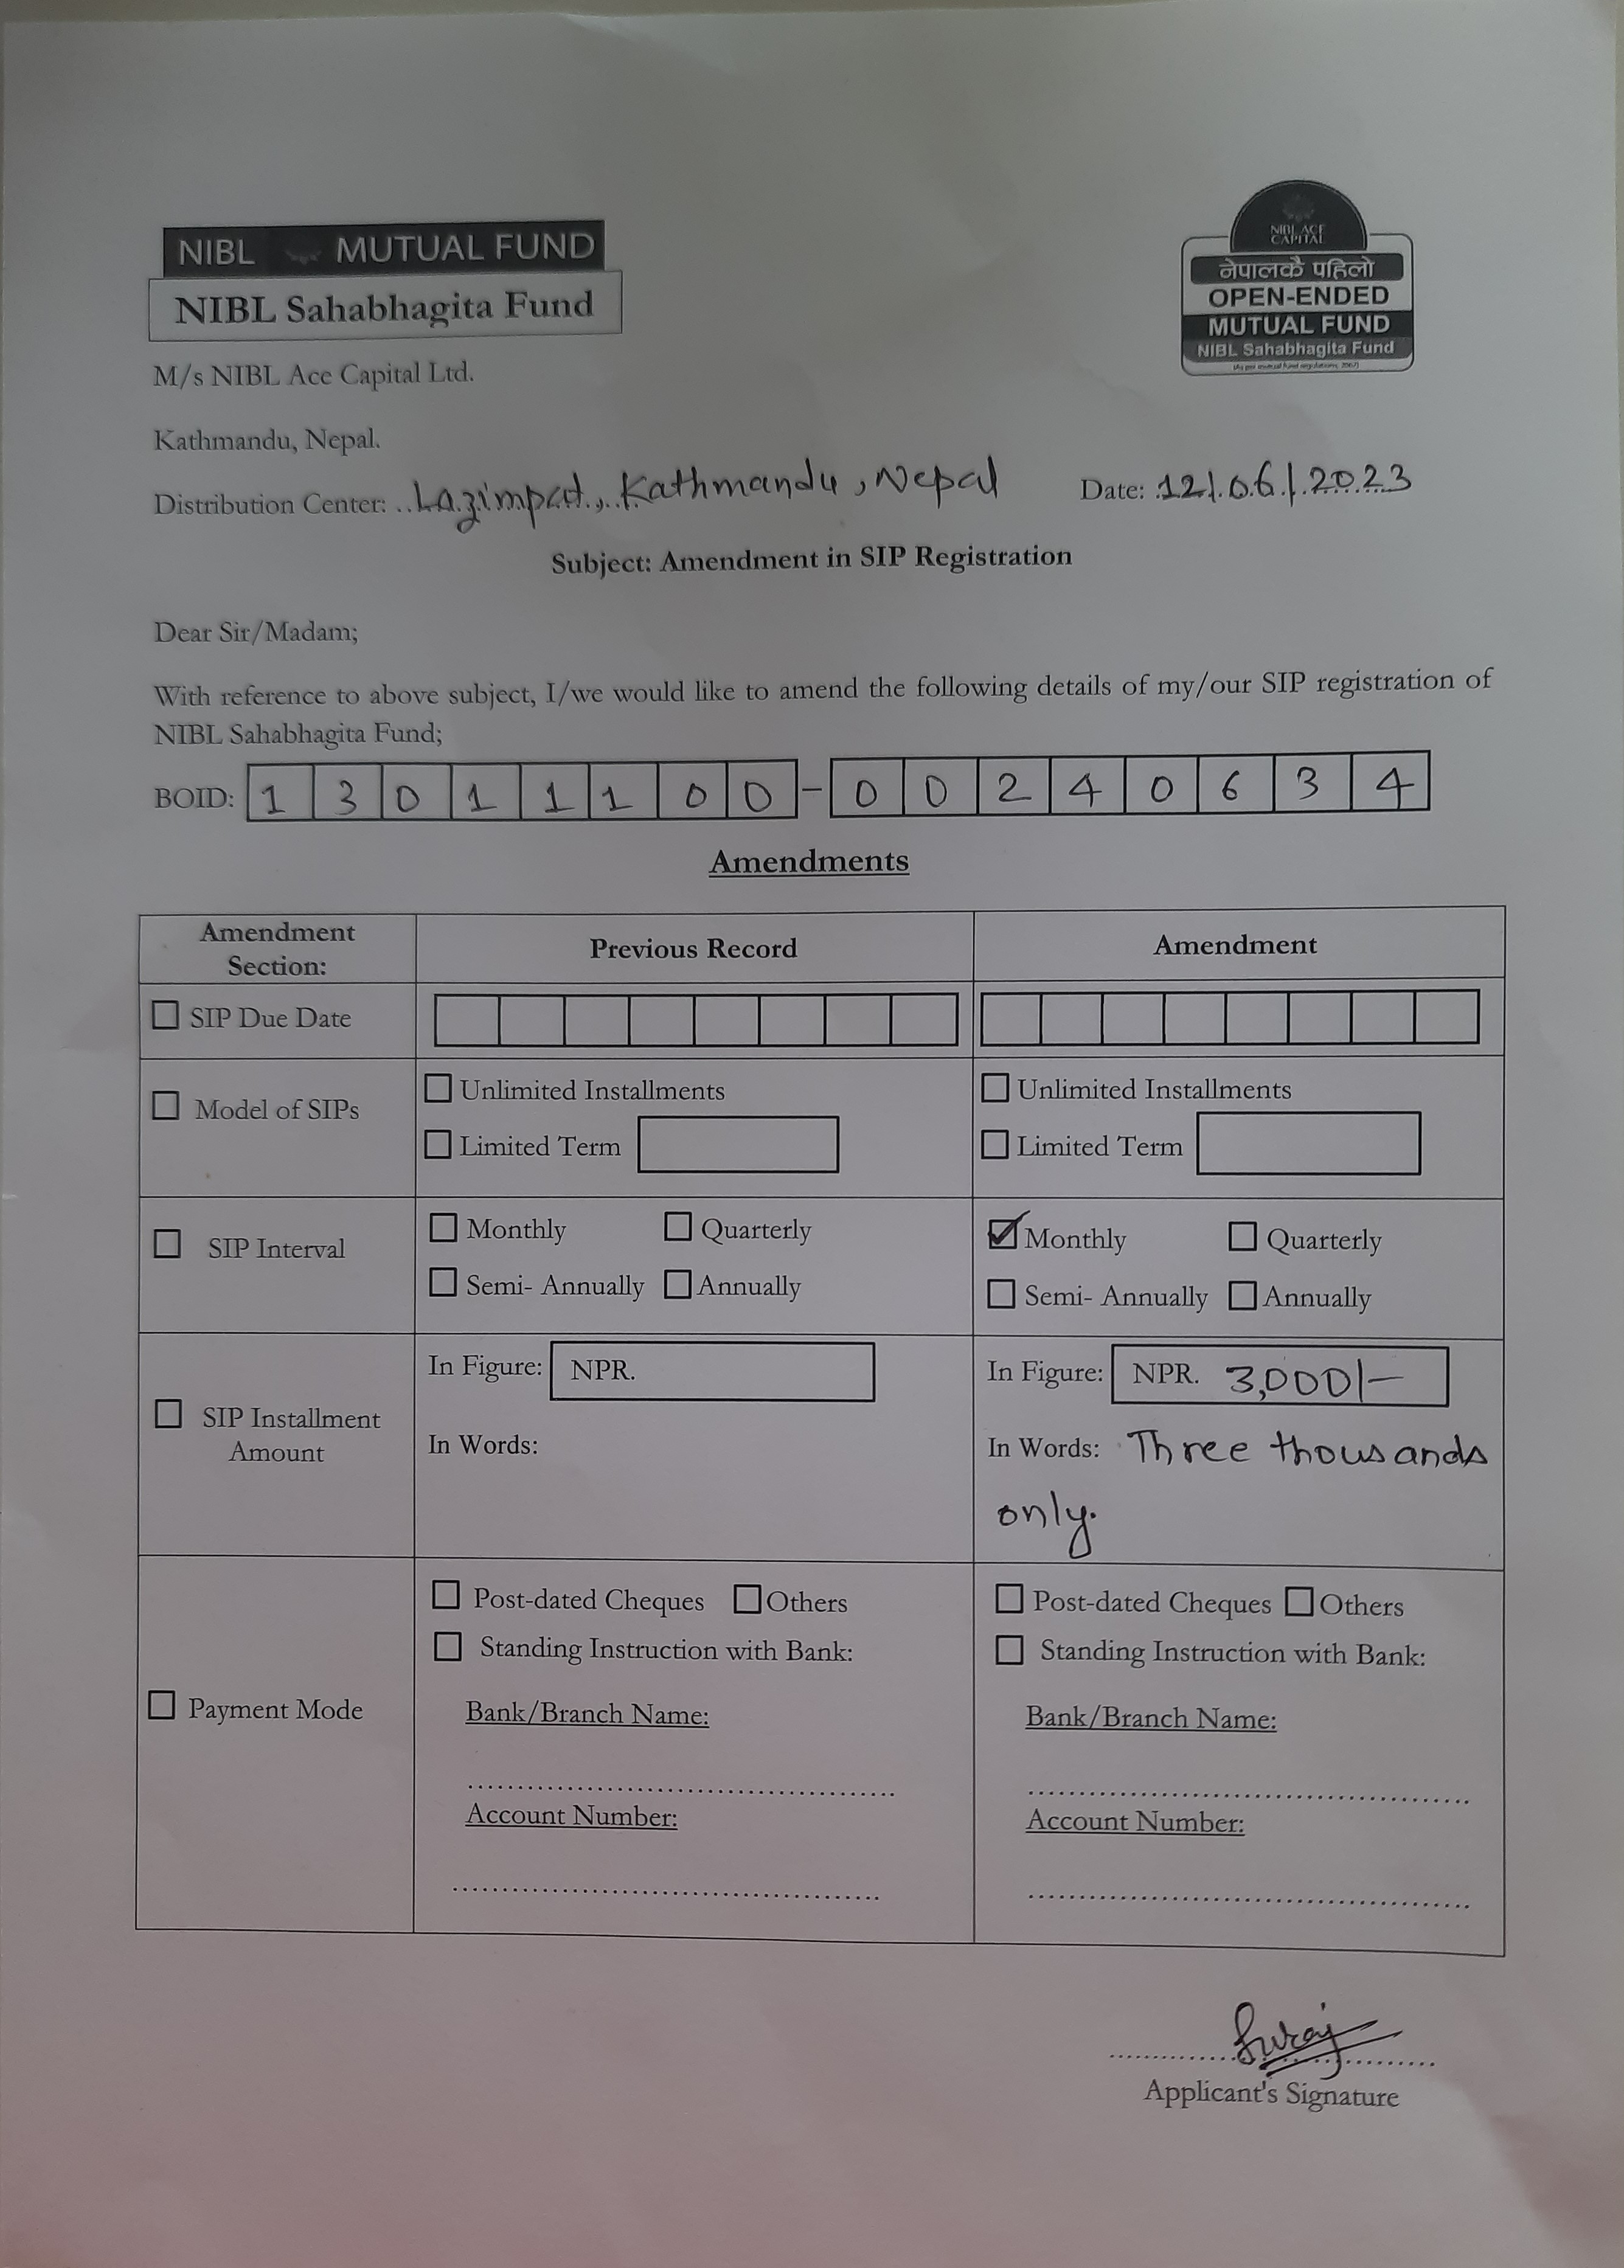 NIBL MUTUAL FUND
NIBL Sahabhagita Fund
NIBL ACE
CAPITAL
नेपालकै पहिलो
OPEN-ENDED
MUTUAL FUND
NIBL Sahabhagita Fund
M/s NIBL Ace Capital Ltd.
Kathmandu, Nepal.
Distribution Center: Lazimpat, Kathmandu, Nepal Date: 12/06/2023
Subject: Amendment in SIP Registration
Dear Sir/Madam;
With reference to above subject, I/we would like to amend the following details of my/our SIP registration of
NIBL Sahabhagita Fund;
BOID: 1 3 0 1 1 1 0 0 - 0 0 2 4 0 6 3 4
Amendments
Amendment
Section:
Previous Record
Amendment
SIP Due Date
Model of SIPs
Unlimited Installments
Limited Term
Unlimited Installments
Limited Term
SIP Interval
Monthly Quarterly
Semi- Annually Annually
Monthly Quarterly
Semi- Annually Annually
SIP Installment
Amount
In Figure: NPR.
In Words:
In Figure: NPR. 3,000/-
In Words: Three thousands
only.
Payment Mode
Post-dated Cheques Others
Standing Instruction with Bank:
Bank/Branch Name:
Account Number:
Post-dated Cheques Others
Standing Instruction with Bank:
Bank/Branch Name:
Account Number:
Suraj
Applicant's Signature